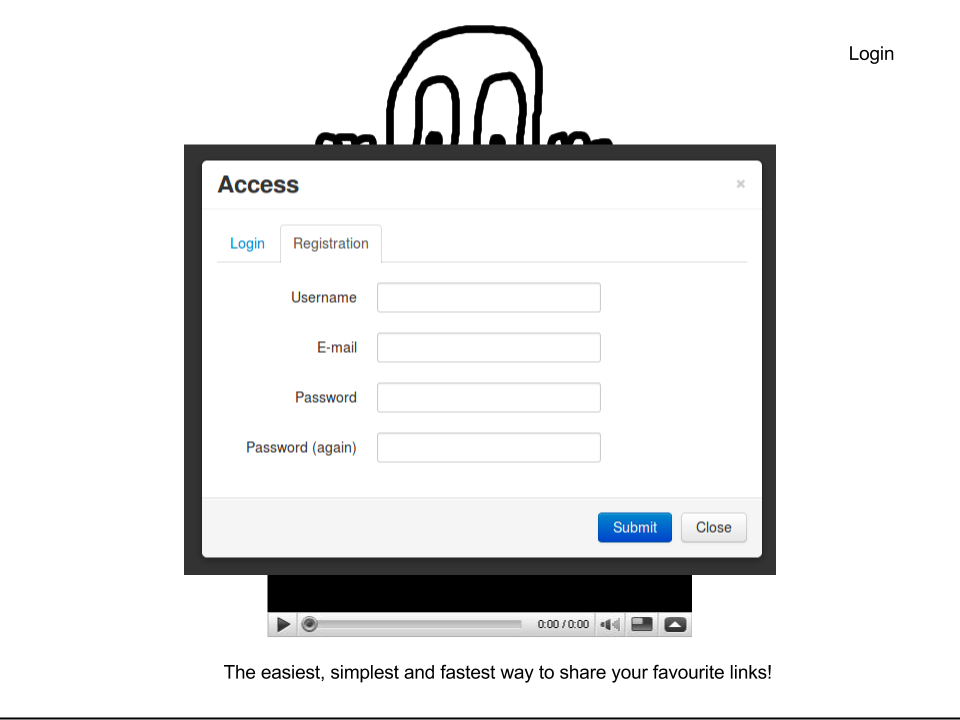 Login
Access
×
Login Registration
Username
E-mail
Password
Password (again)
Submit Close
0:00 / 0:00
The easiest, simplest and fastest way to share your favourite links!